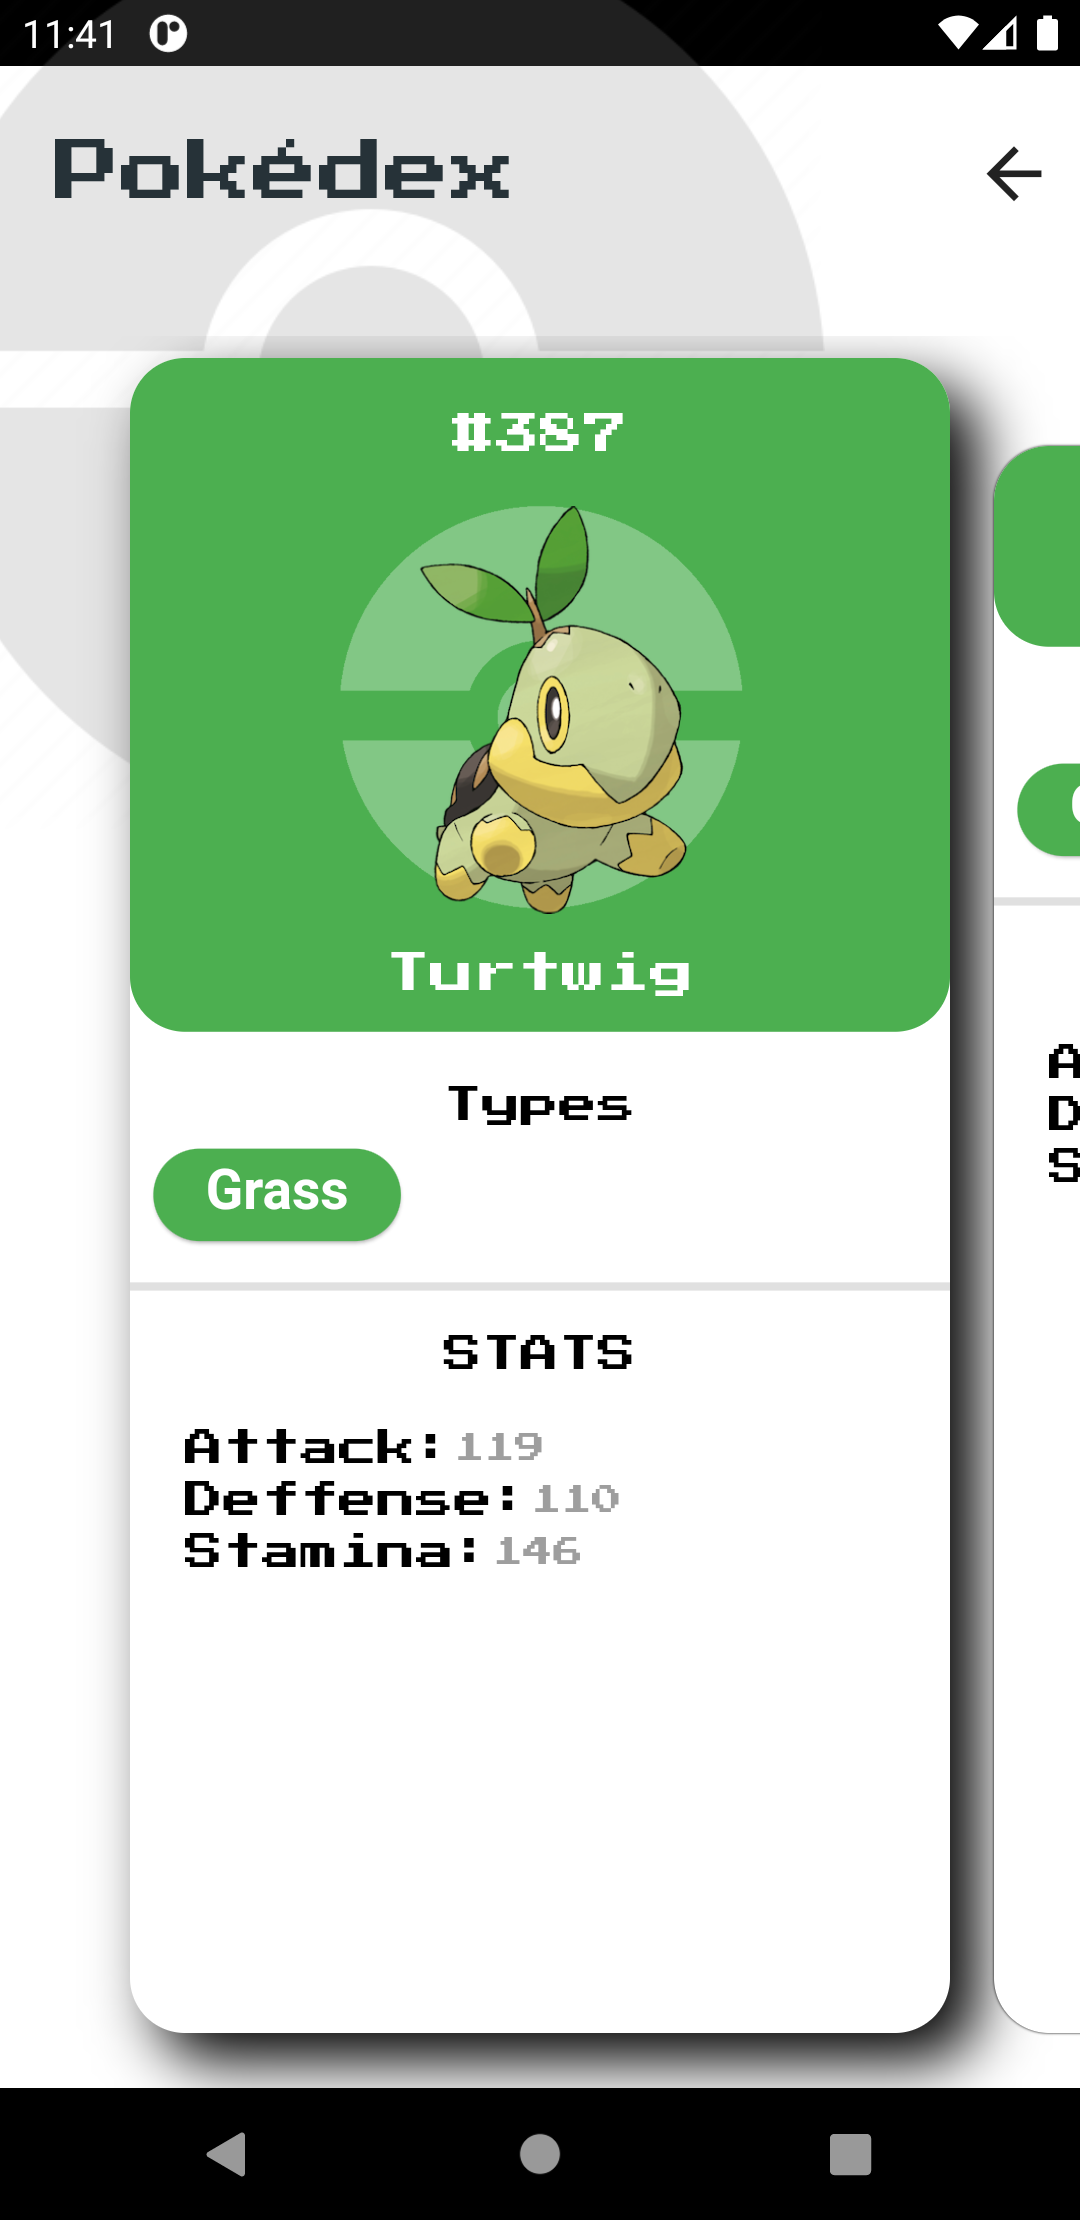 11:41
Pokédex
#387
Turtwig
Types
Grass
STATS
Attack: 119
Deffense: 110
Stamina: 146
A
D
S